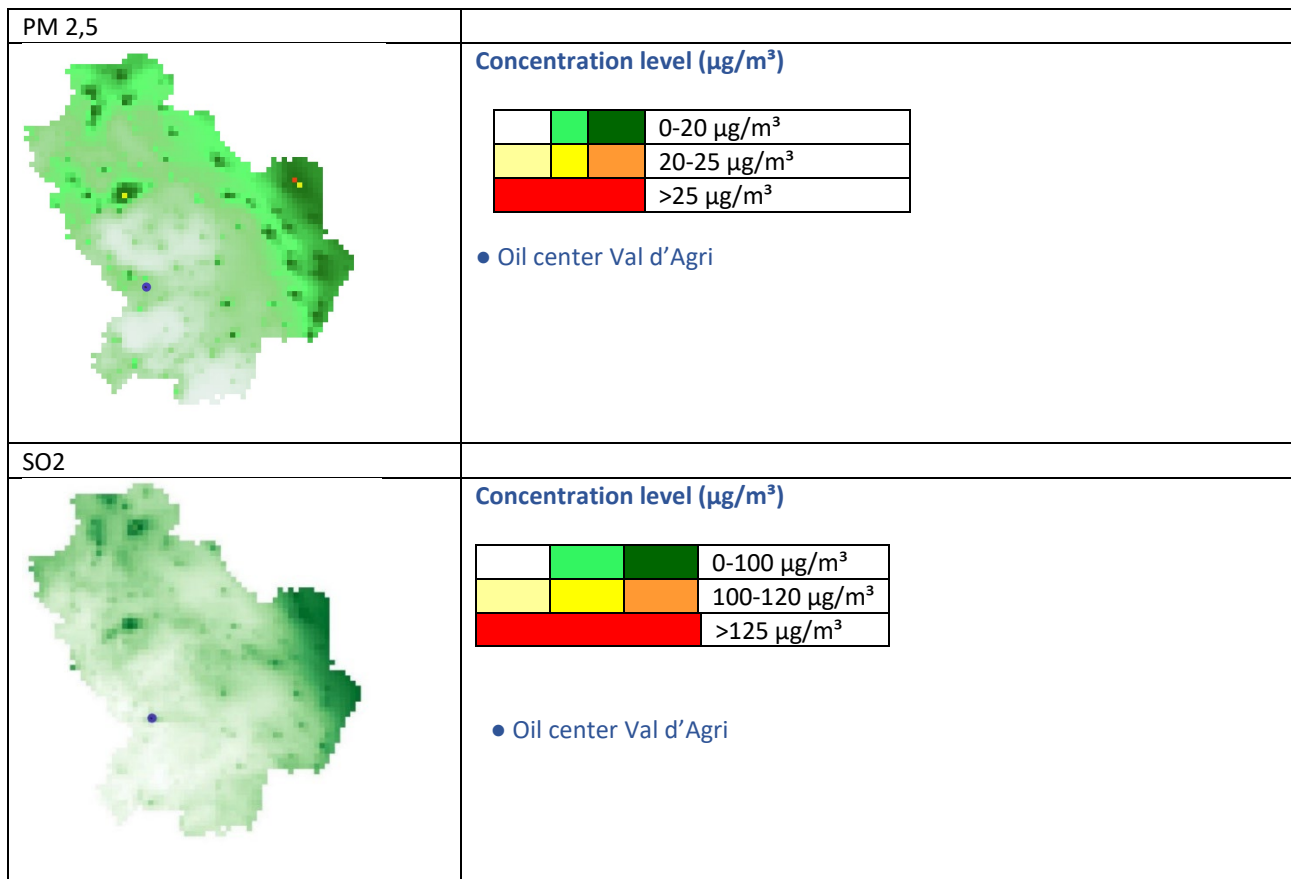 PM 2,5
Concentration level (µg/m³)
0-20 µg/m³
20-25 µg/m³
>25 µg/m³
● Oil center Val d’Agri
SO2
Concentration level (µg/m³)
0-100 µg/m³
100-120 µg/m³
>125 µg/m³
● Oil center Val d’Agri